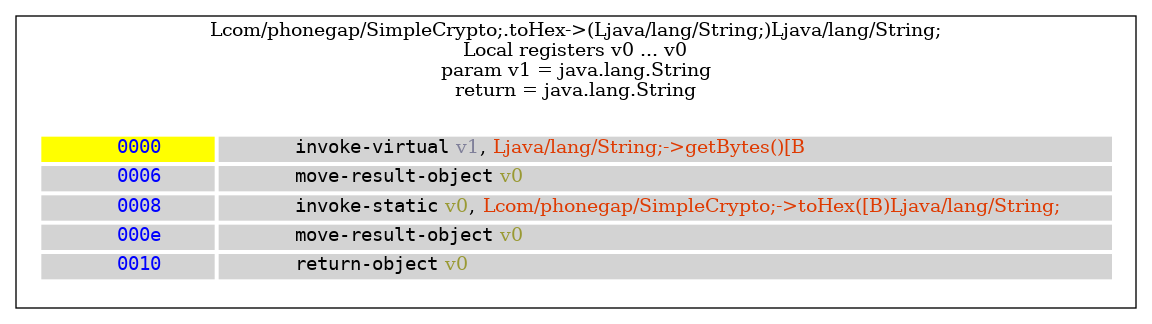 Lcom/phonegap/SimpleCrypto;.toHex->(Ljava/lang/String;)Ljava/lang/String;
Local registers v0 ... v0
param v1 = java.lang.String
return = java.lang.String
0000 invoke-virtual v1, Ljava/lang/String;->getBytes()[B
0006 move-result-object v0
0008 invoke-static v0, Lcom/phonegap/SimpleCrypto;->toHex([B)Ljava/lang/String;
000e move-result-object v0
0010 return-object v0